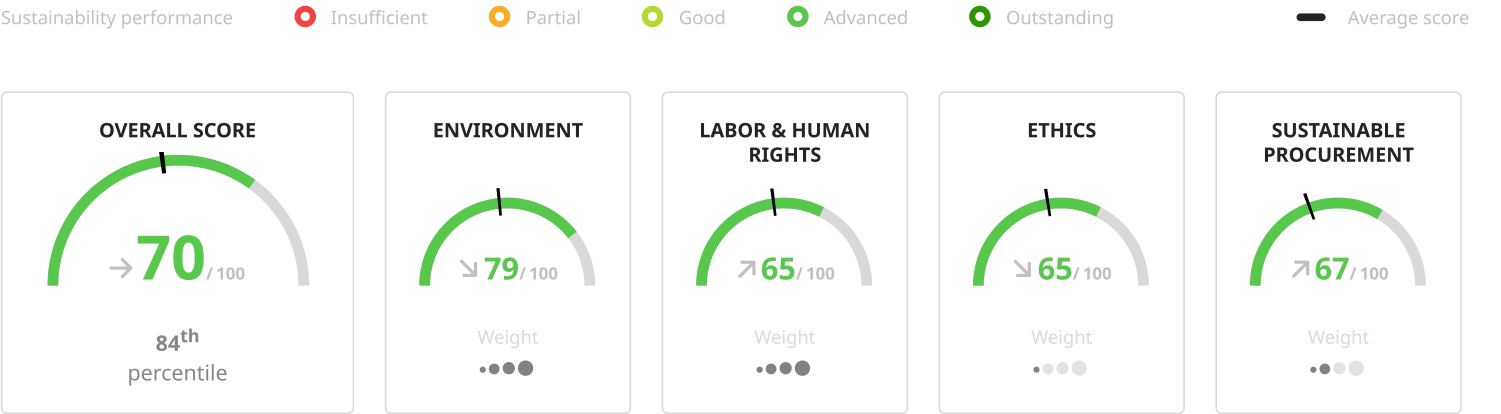 Sustainability performance Insufficient Partial Good Advanced Outstanding Average score
OVERALL SCORE
70 / 100
84th
percentile
ENVIRONMENT
79 / 100
Weight
LABOR & HUMAN
RIGHTS
65 / 100
Weight
ETHICS
65 / 100
Weight
SUSTAINABLE
PROCUREMENT
67 / 100
Weight